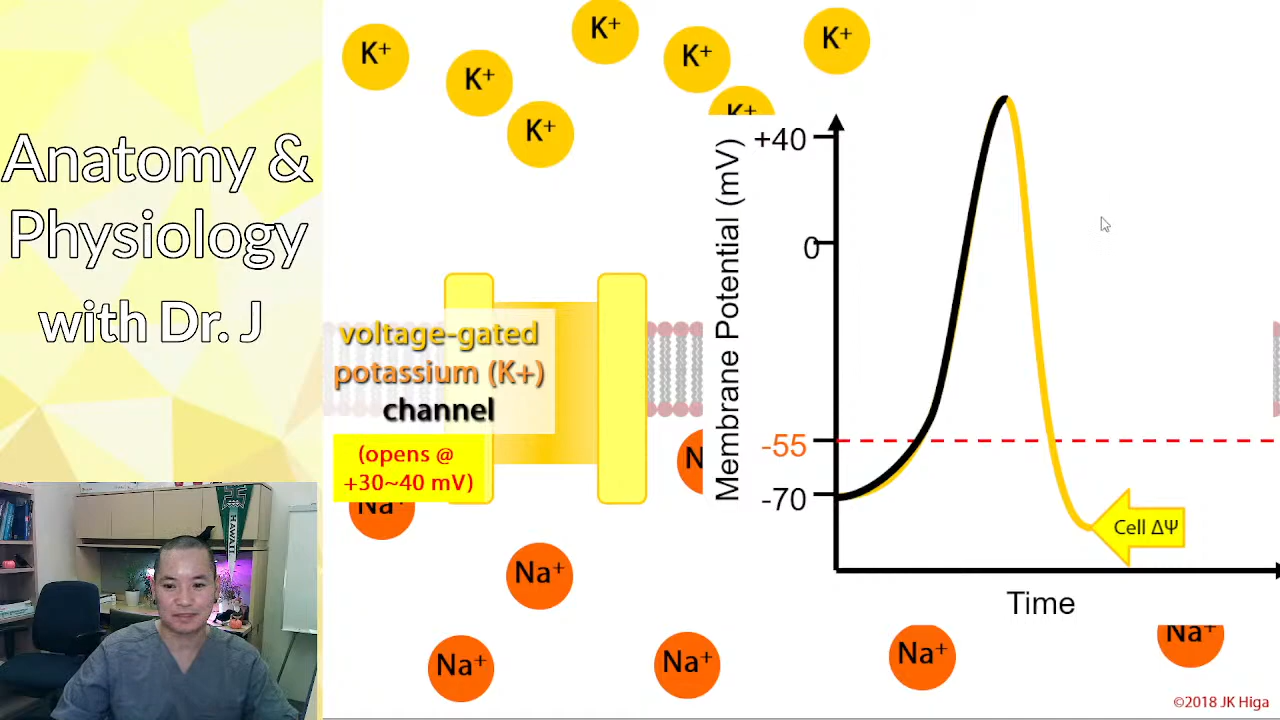 Anatomy &
Physiology
with Dr. J
K+
K+
K+
K+
K+
K+
K+
+40
0
-55
-70
Membrane Potential (mV)
Time
Cell ΔΨ
voltage-gated
potassium (K+)
channel
(opens @
+30~40 mV)
N
Na+
Na+
Na+
Na+
Na+
Na+
HAWAII
©2018 JK Higa